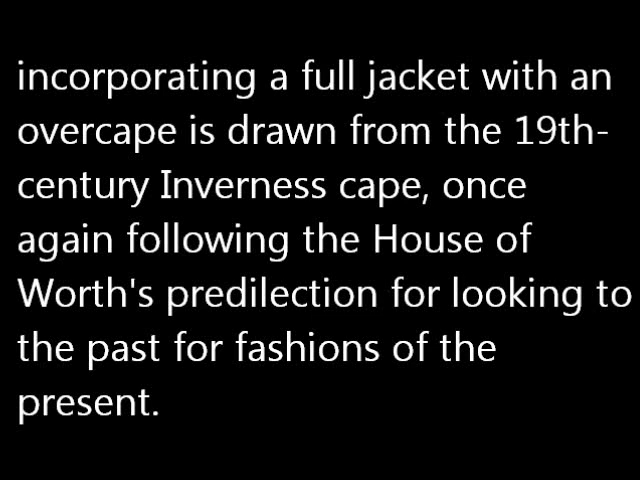 incorporating a full jacket with an
overcape is drawn from the 19th-
century Inverness cape, once
again following the House of
Worth's predilection for looking to
the past for fashions of the
present.